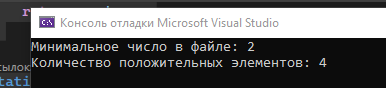 Консоль отладки Microsoft Visual Studio
Минимальное число в файле: 2
Количество положительных элементов: 4